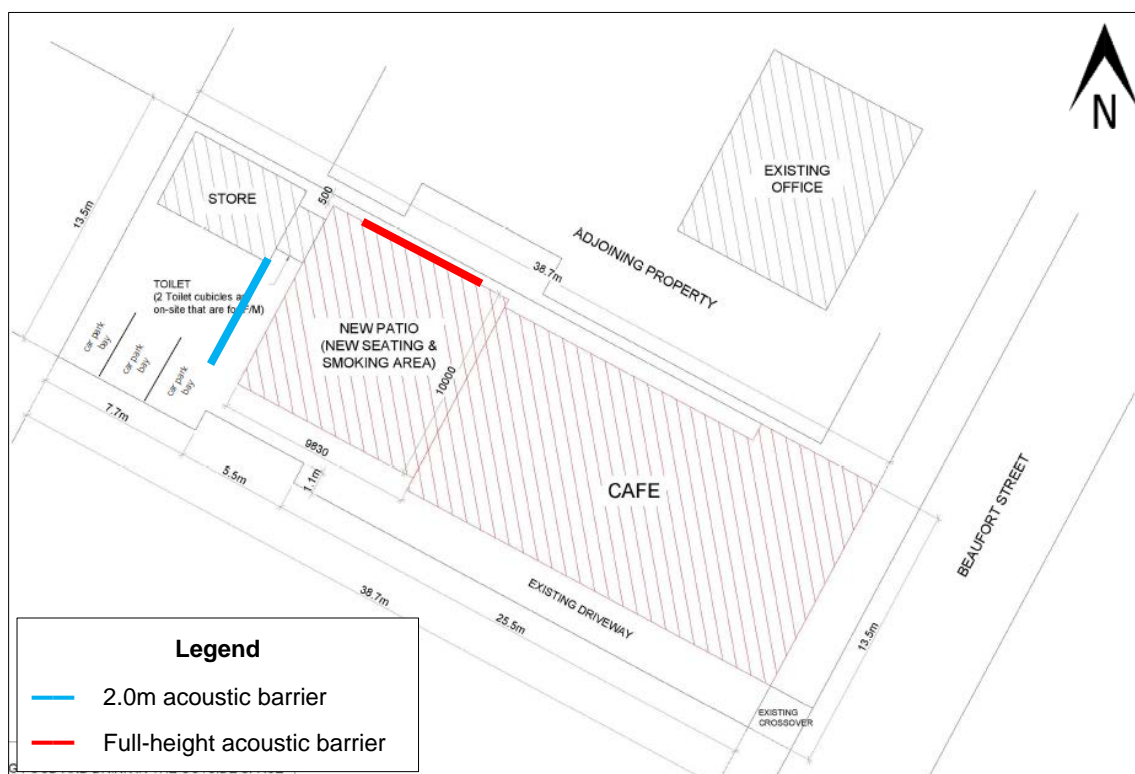 N
EXISTING
OFFICE
STORE
500
13.5m
ADJOINING PROPERTY
38.7m
TOILET
(2 Toilet cubicles a
on-site that are fo F/M)
NEW PATIO
(NEW SEATING &
SMOKING AREA)
10000
car park
bay
car park
bay
car park
bay
7.7m
9830
5.5m
1.1m
CAFE
BEAUFORT STREET
EXISTING DRIVEWAY
38.7m
25.5m
13.5m
EXISTING
CROSSOVER
Legend
2.0m acoustic barrier
Full-height acoustic barrier